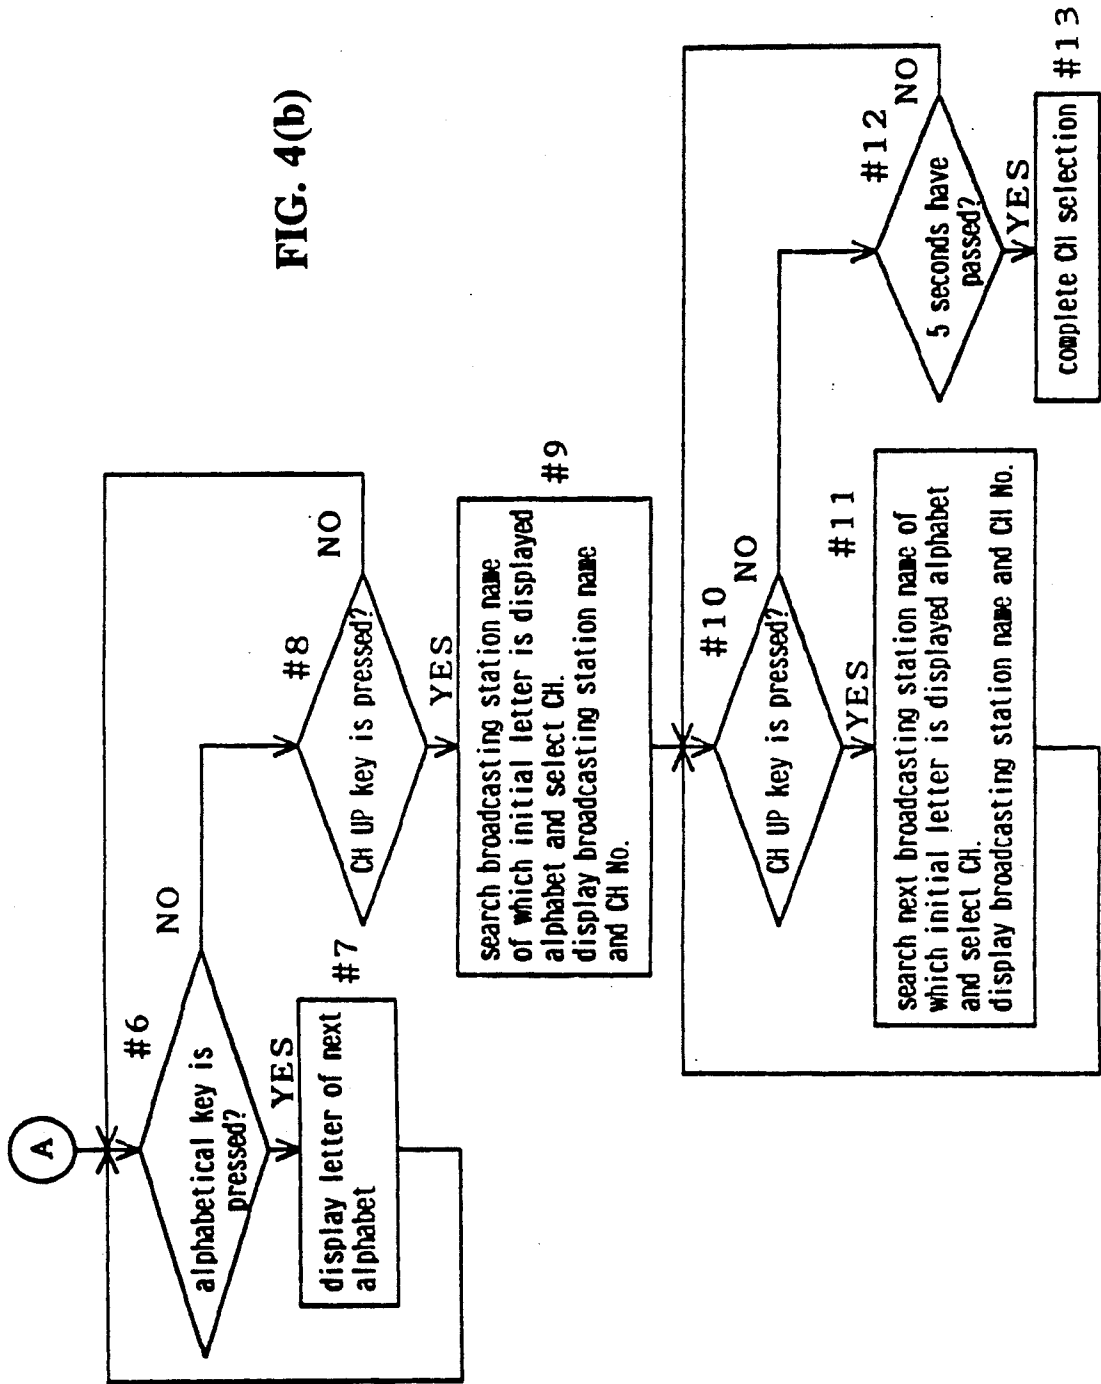 FIG. 4(b)
A
#6
alphabetical key is
pressed?
NO
YES
#7
display letter of next
alphabet
#8
CH UP key is pressed?
NO
YES
#9
search broadcasting station name
of which initial letter is displayed
alphabet and select CH.
display broadcasting station name
and CH No.
#10
CH UP key is pressed?
NO
YES
#11
search next broadcasting station name of
which initial letter is displayed alphabet
and select CH.
display broadcasting station name and CH No.
#12
5 seconds have
passed?
NO
YES
#13
complete CH selection